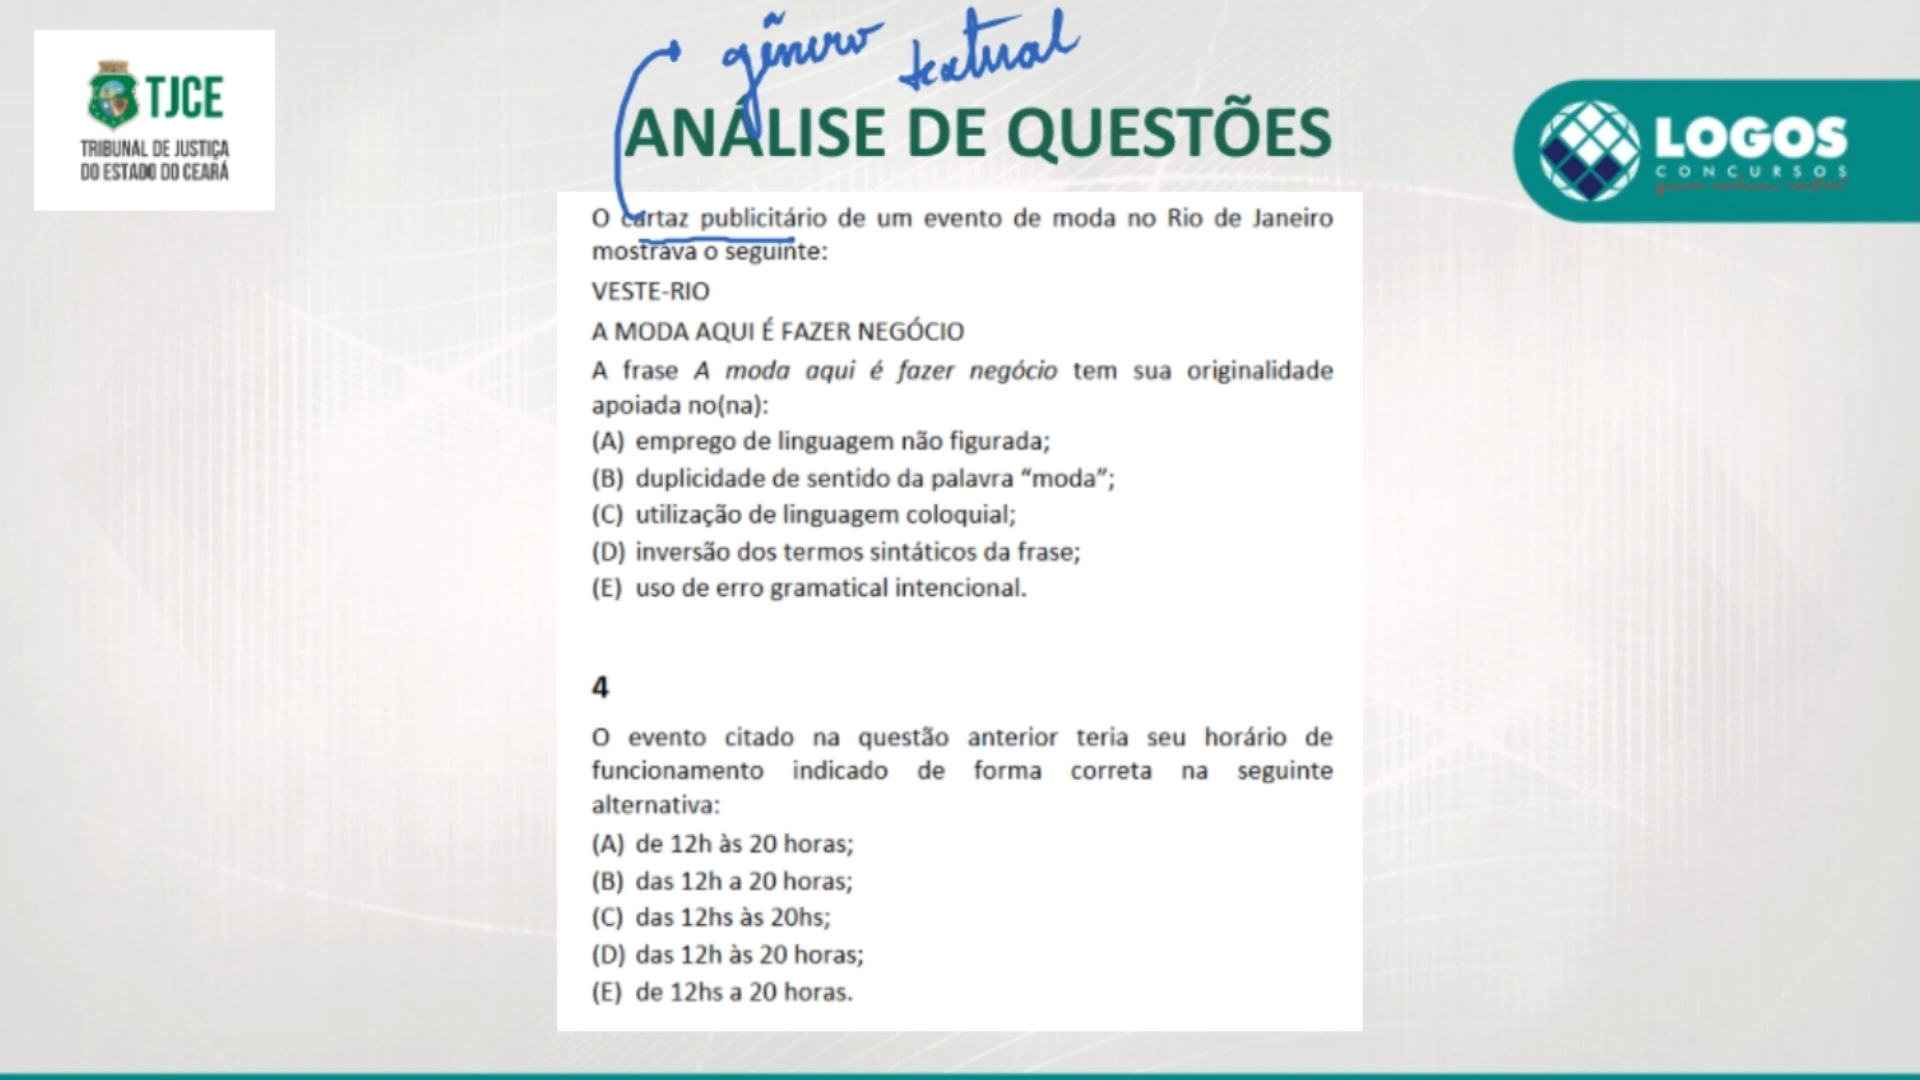 gênero textual
TJCE
TRIBUNAL DE JUSTIÇA
DO ESTADO DO CEARÁ
ANÁLISE DE QUESTÕES
LOGOS
CONCURSOS
O cartaz publicitário de um evento de moda no Rio de Janeiro
mostrava o seguinte:
VESTE-RIO
A MODA AQUI É FAZER NEGÓCIO
A frase A moda aqui é fazer negócio tem sua originalidade
apoiada no(na):
(A) emprego de linguagem não figurada;
(B) duplicidade de sentido da palavra “moda”;
(C) utilização de linguagem coloquial;
(D) inversão dos termos sintáticos da frase;
(E) uso de erro gramatical intencional.
4
O evento citado na questão anterior teria seu horário de
funcionamento indicado de forma correta na seguinte
alternativa:
(A) de 12h às 20 horas;
(B) das 12h a 20 horas;
(C) das 12hs às 20hs;
(D) das 12h às 20 horas;
(E) de 12hs a 20 horas.